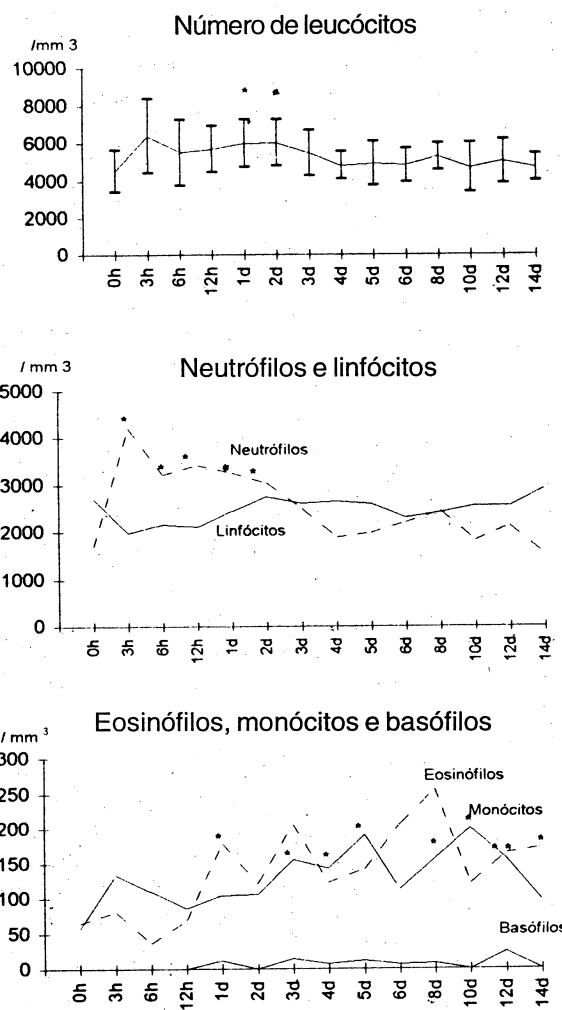 Número de leucócitos
/mm 3
10000
8000
6000
4000
2000
0
0h 3h 6h 12h 1d 2d 3d 4d 5d 6d 8d 10d 12d 14d
Neutrófilos e linfócitos
/ mm 3
5000
4000
3000
2000
1000
0
Neutrófilos
Linfócitos
0h 3h 6h 12h 1d 2d 3d 4d 5d 6d 8d 10d 12d 14d
Eosinófilos, monócitos e basófilos
/ mm 3
300
250
200
150
100
50
0
Eosinófilos
Monócitos
Basófilos
0h 3h 6h 12h 1d 2d 3d 4d 5d 6d 8d 10d 12d 14d